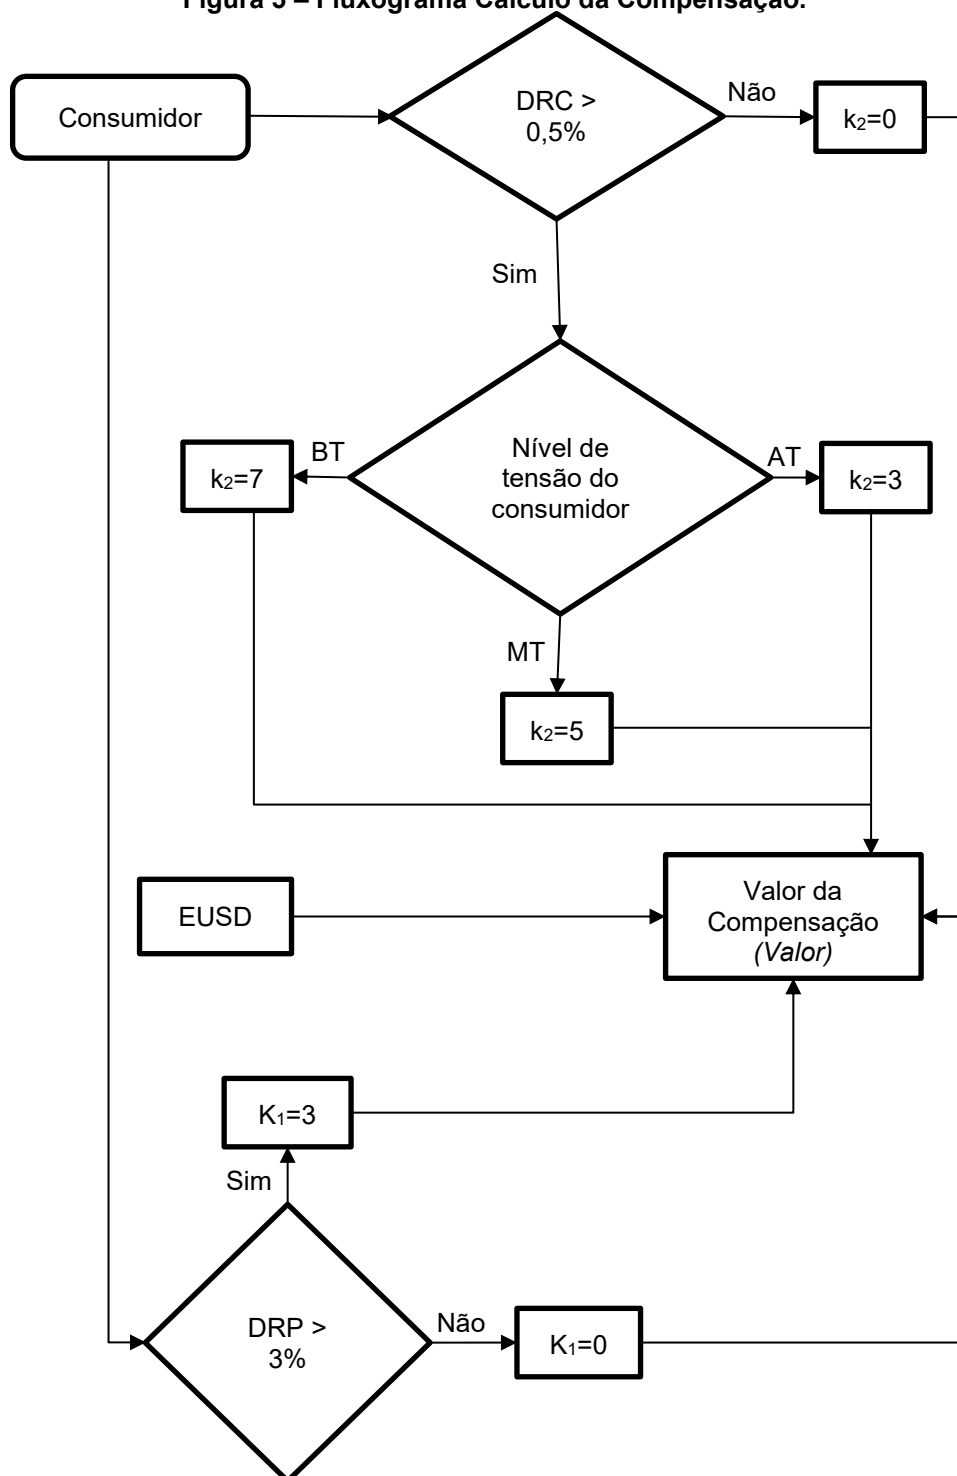 Figura 3 – Fluxograma Cálculo da Compensação.
Consumidor
DRC >
0,5%
Não
k₂=0
Sim
BT
k₂=7
Nível de
tensão do
consumidor
AT
k₂=3
MT
k₂=5
EUSD
Valor da
Compensação
(Valor)
K₁=3
Sim
DRP >
3%
Não
K₁=0